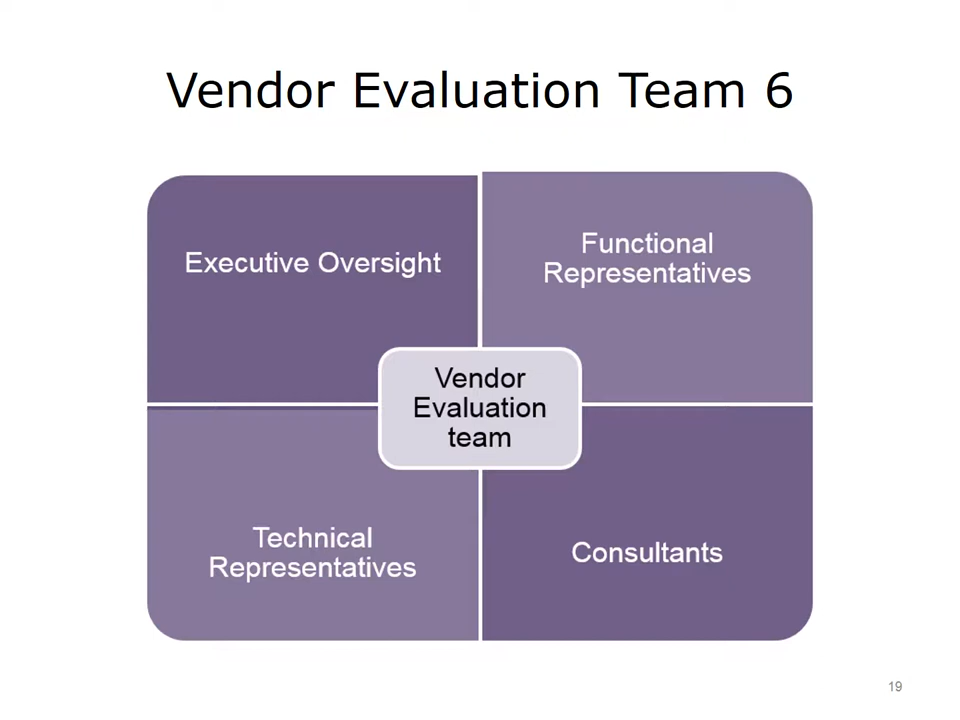 Vendor Evaluation Team 6
Executive Oversight
Functional
Representatives
Vendor
Evaluation
team
Technical
Representatives
Consultants
19